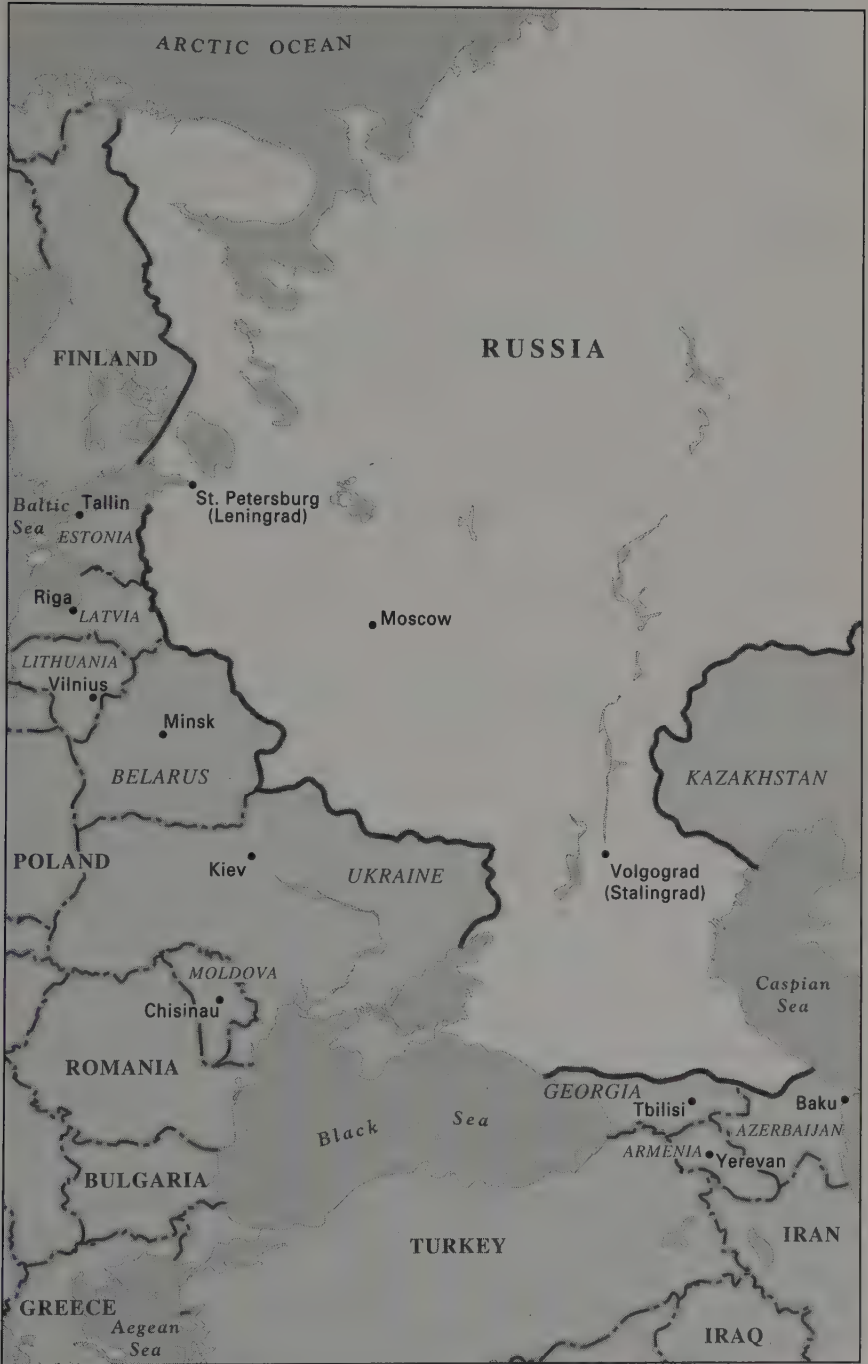 ARCTIC OCEAN
RUSSIA
FINLAND
St. Petersburg
(Leningrad)
Baltic
Sea
Tallin
ESTONIA
Riga
LATVIA
Moscow
LITHUANIA
Vilnius
Minsk
BELARUS
KAZAKHSTAN
POLAND
Kiev
UKRAINE
Volgograd
(Stalingrad)
MOLDOVA
Chisinau
Caspian
Sea
ROMANIA
GEORGIA
Tbilisi
Baku
AZERBAIJAN
Black Sea
ARMENIA
Yerevan
BULGARIA
TURKEY
IRAN
GREECE
Aegean
Sea
IRAQ